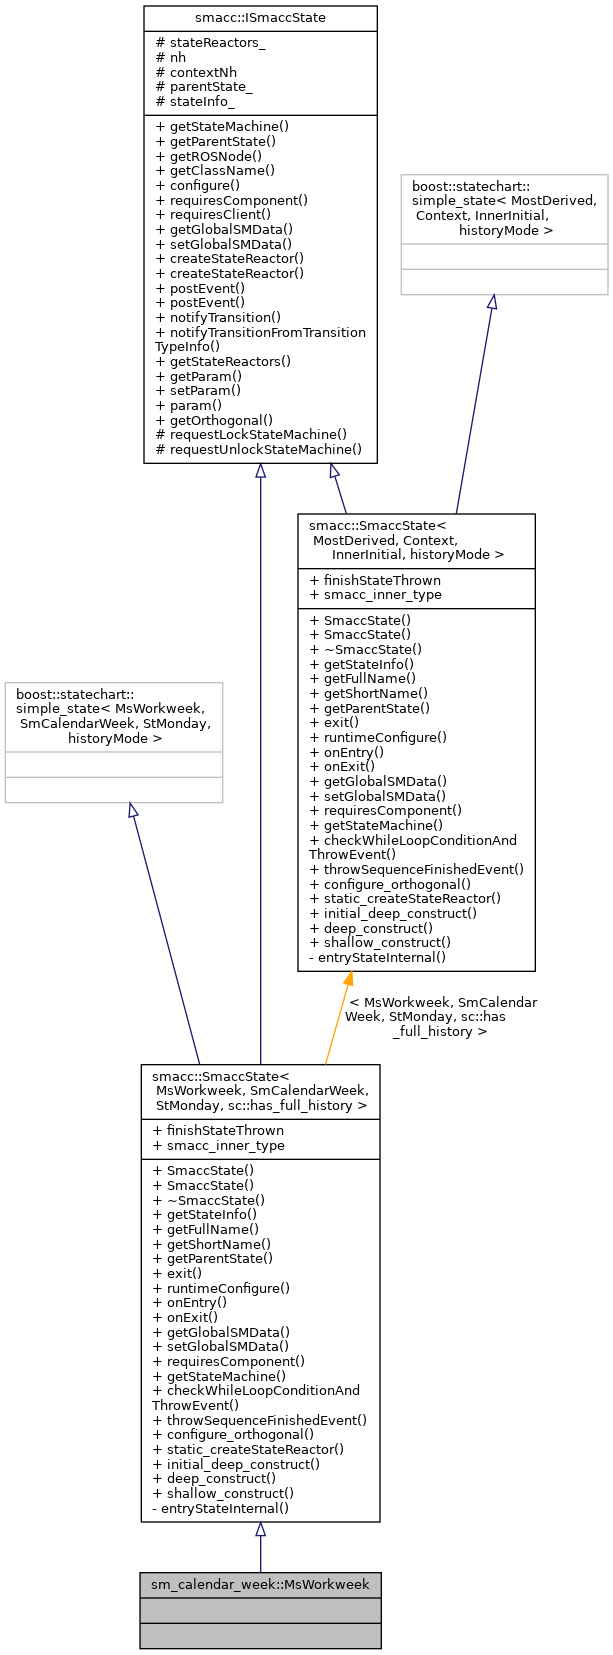 smacc::ISmaccState
# stateReactors_
# nh
# contextNh
# parentState_
# stateInfo_
+ getStateMachine()
+ getParentState()
+ getROSNode()
+ getClassName()
+ configure()
+ requiresComponent()
+ requiresClient()
+ getGlobalSMData()
+ setGlobalSMData()
+ createStateReactor()
+ createStateReactor()
+ postEvent()
+ postEvent()
+ notifyTransition()
+ notifyTransitionFromTransition
TypeInfo()
+ getStateReactors()
+ getParam()
+ setParam()
+ param()
+ getOrthogonal()
# requestLockStateMachine()
# requestUnlockStateMachine()
boost::statechart::
simple_state< MostDerived,
Context, InnerInitial,
historyMode >
smacc::SmaccState<
MostDerived, Context,
InnerInitial, historyMode >
+ finishStateThrown
+ smacc_inner_type
+ SmaccState()
+ SmaccState()
+ ~SmaccState()
+ getStateInfo()
+ getFullName()
+ getShortName()
+ getParentState()
+ exit()
+ runtimeConfigure()
+ onEntry()
+ onExit()
+ getGlobalSMData()
+ setGlobalSMData()
+ requiresComponent()
+ getStateMachine()
+ checkWhileLoopConditionAnd
ThrowEvent()
+ throwSequenceFinishedEvent()
+ configure_orthogonal()
+ static_createStateReactor()
+ initial_deep_construct()
+ deep_construct()
+ shallow_construct()
- entryStateInternal()
boost::statechart::
simple_state< MsWorkweek,
SmCalendarWeek, StMonday,
historyMode >
< MsWorkweek, SmCalendar
Week, StMonday, sc::has
_full_history >
smacc::SmaccState<
MsWorkweek, SmCalendarWeek,
StMonday, sc::has_full_history >
+ finishStateThrown
+ smacc_inner_type
+ SmaccState()
+ SmaccState()
+ ~SmaccState()
+ getStateInfo()
+ getFullName()
+ getShortName()
+ getParentState()
+ exit()
+ runtimeConfigure()
+ onEntry()
+ onExit()
+ getGlobalSMData()
+ setGlobalSMData()
+ requiresComponent()
+ getStateMachine()
+ checkWhileLoopConditionAnd
ThrowEvent()
+ throwSequenceFinishedEvent()
+ configure_orthogonal()
+ static_createStateReactor()
+ initial_deep_construct()
+ deep_construct()
+ shallow_construct()
- entryStateInternal()
sm_calendar_week::MsWorkweek